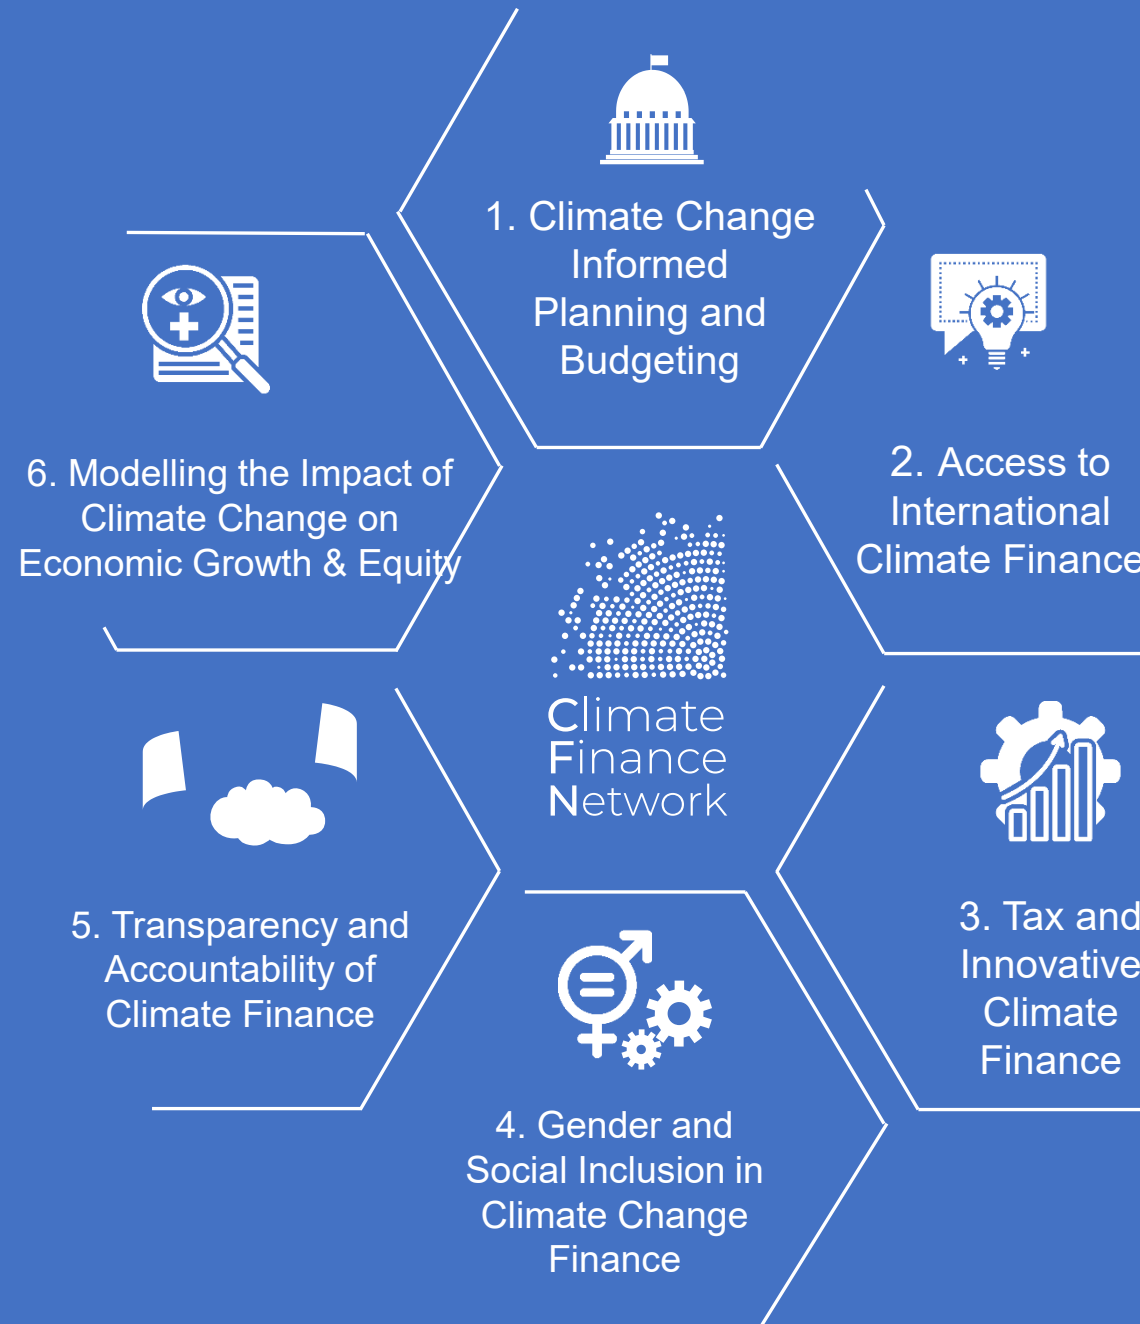 1. Climate Change
Informed
Planning and
Budgeting
2. Access to
International
Climate Finance
3. Tax and
Innovative
Climate
Finance
4. Gender and
Social Inclusion in
Climate Change
Finance
5. Transparency and
Accountability of
Climate Finance
6. Modelling the Impact of
Climate Change on
Economic Growth & Equity
Climate
Finance
Network